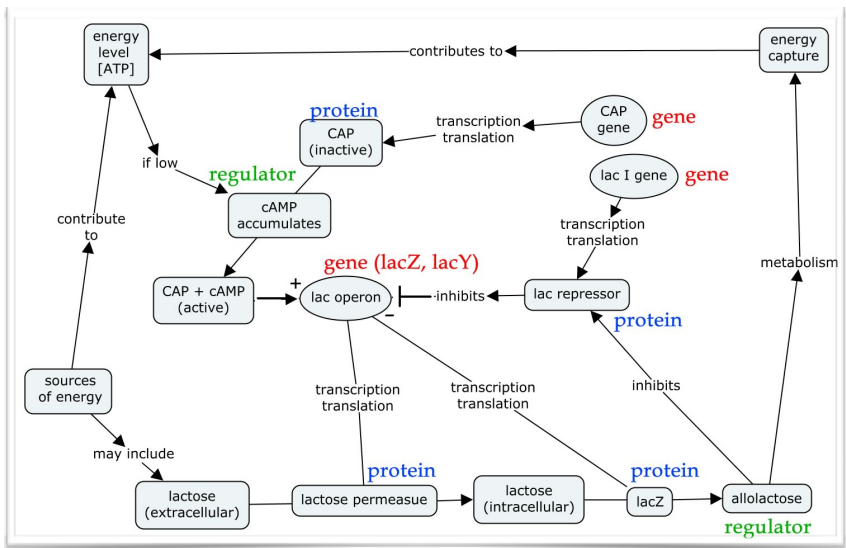 energy
level
[ATP]
contributes to
energy
capture
protein
CAP
(inactive)
transcription
translation
CAP
gene
gene
if low
regulator
lac I gene
gene
cAMP
accumulates
transcription
translation
contribute
to
gene (lacZ, lacY)
metabolism
CAP + cAMP
(active)
+
lac operon
-
inhibits
lac repressor
protein
sources
of energy
transcription
translation
transcription
translation
inhibits
may include
protein
protein
lactose
(extracellular)
lactose permeasue
lactose
(intracellular)
lacZ
allolactose
regulator